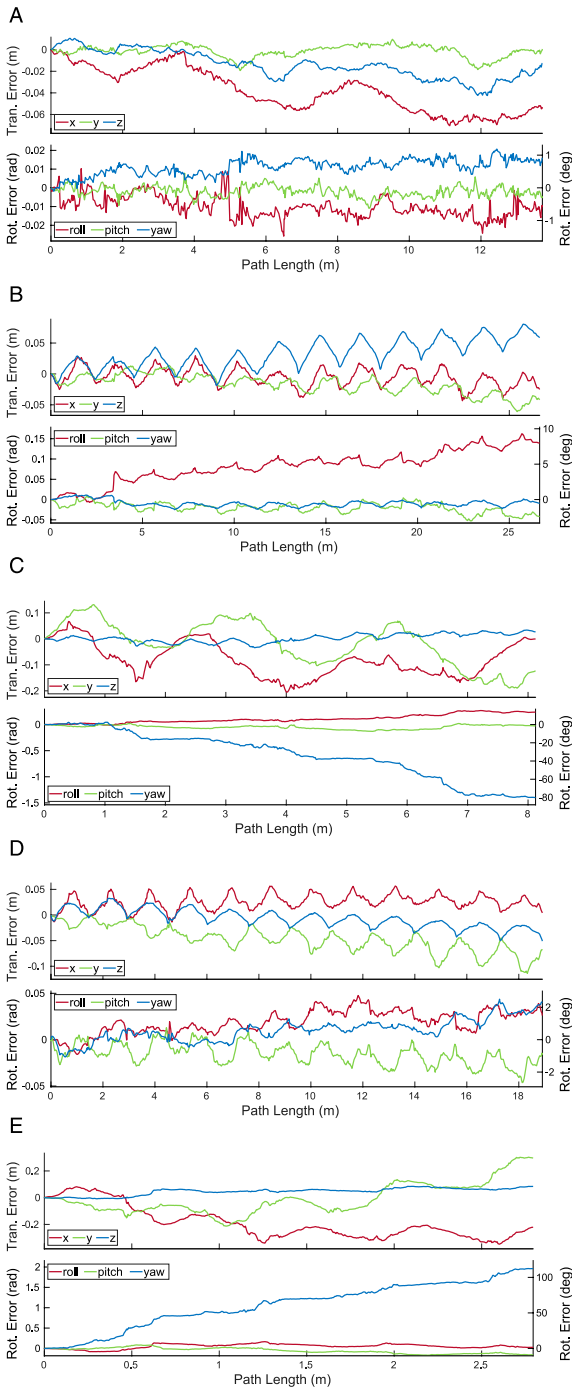 A
Tran. Error (m)
0
-0.02
-0.04
-0.06
x y z
Rot. Error (rad)
0.02
0.01
0
-0.01
-0.02
roll pitch yaw
1
0
-1
Rot. Error (deg)
0 2 4 6 8 10 12
Path Length (m)
B
Tran. Error (m)
0.05
0
-0.05
x y z
Rot. Error (rad)
0.15
0.1
0.05
0
-0.05
roll pitch yaw
10
5
0
Rot. Error (deg)
0 5 10 15 20 25
Path Length (m)
C
Tran. Error (m)
0.1
0
-0.1
-0.2
x y z
Rot. Error (rad)
0
-0.5
-1
-1.5
roll pitch yaw
0
-20
-40
-60
-80
Rot. Error (deg)
0 1 2 3 4 5 6 7 8
Path Length (m)
D
Tran. Error (m)
0.05
0
-0.05
-0.1
x y z
Rot. Error (rad)
0.05
0
-0.05
roll pitch yaw
2
0
-2
Rot. Error (deg)
0 2 4 6 8 10 12 14 16 18
Path Length (m)
E
Tran. Error (m)
0.2
0
-0.2
x y z
Rot. Error (rad)
2
1.5
1
0.5
0
roll pitch yaw
100
50
0
Rot. Error (deg)
0 0.5 1 1.5 2 2.5
Path Length (m)